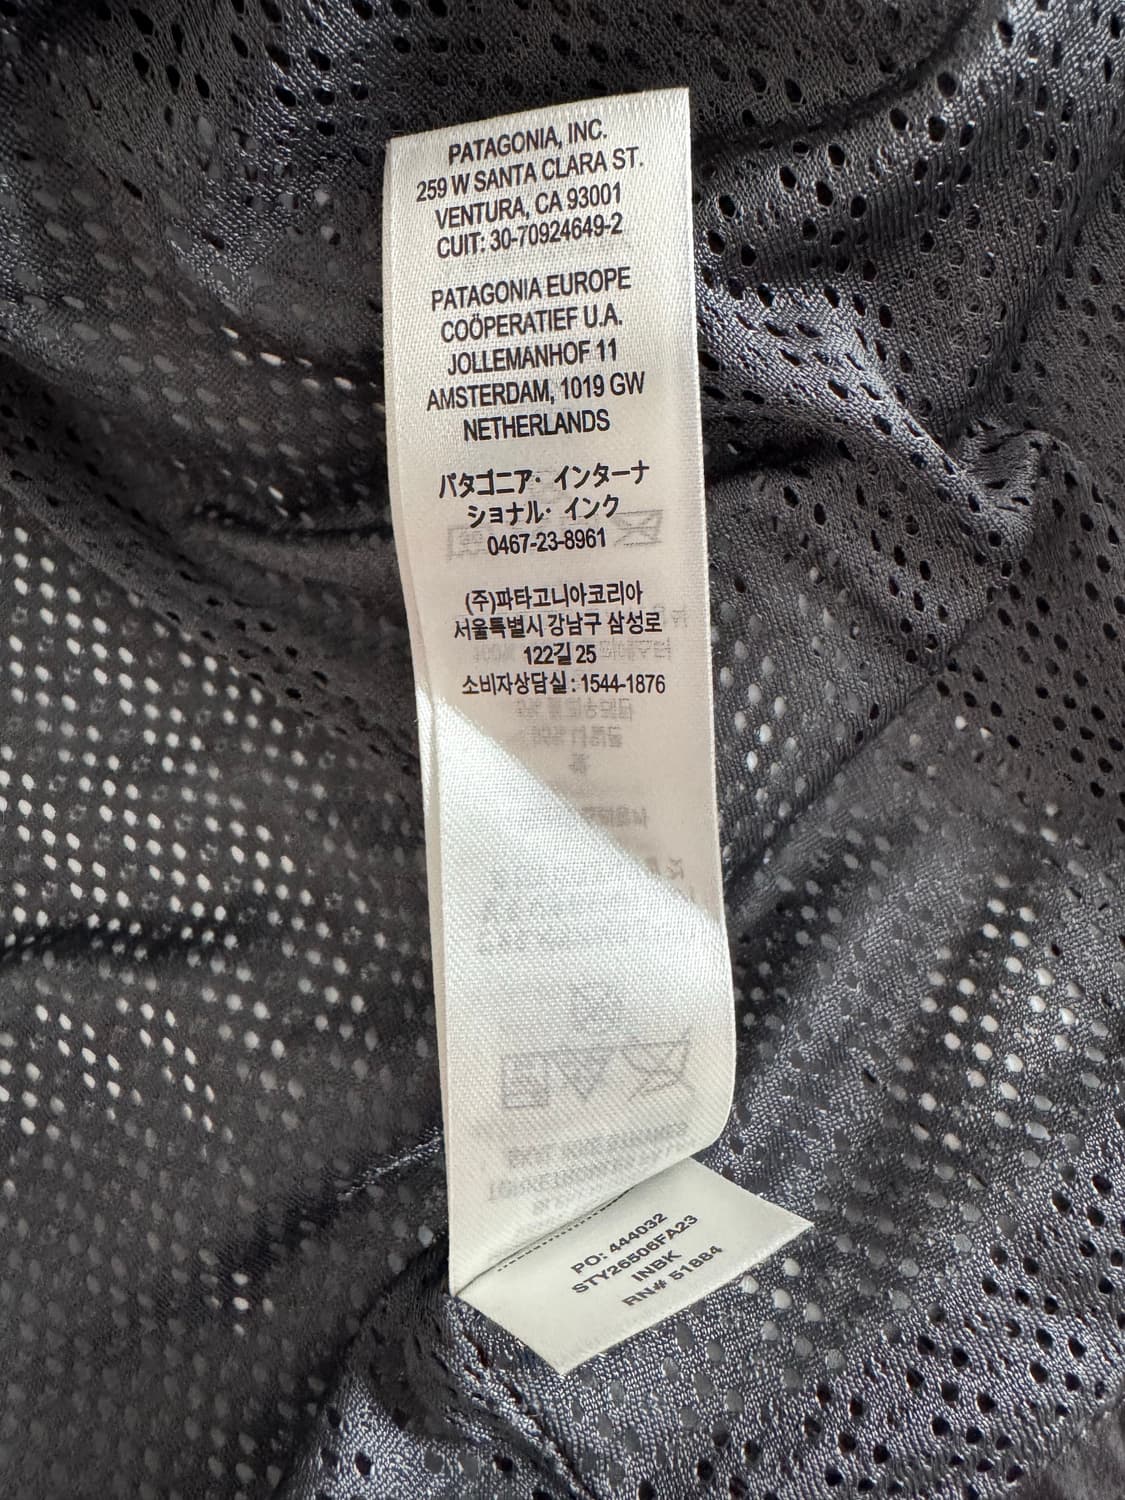 PATAGONIA, INC.
259 W SANTA CLARA ST.
VENTURA, CA 93001
CUIT: 30-70924649-2
PATAGONIA EUROPE
COÖPERATIEF U.A.
JOLLEMANHOF 11
AMSTERDAM, 1019 GW
NETHERLANDS
パタゴニア・インターナ
ショナル・インク
0467-23-8961
(주)파타고니아코리아
서울특별시 강남구 삼성로
122길 25
소비자상담실 : 1544-1876
PO: 444032
STY26506FA23
INBK
RN# 51884